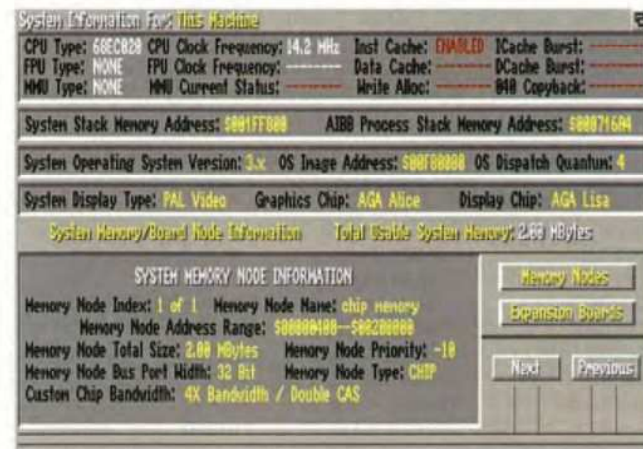 System Information For: This Machine
CPU Type: 68EC020 CPU Clock Frequency: 14.2 MHz Inst Cache: ENABLED ICache Burst: --------
FPU Type: NONE FPU Clock Frequency: -------- Data Cache: -------- DCache Burst: --------
MMU Type: NONE MMU Current Status: -------- Write Alloc: -------- 040 Copyback: --------
System Stack Memory Address: $001FF800 AIBB Process Stack Memory Address: $000716A4
System Operating System Version: 3.x OS Image Address: $00F80000 OS Dispatch Quantum: 4
System Display Type: PAL Video Graphics Chip: AGA Alice Display Chip: AGA Lisa
System Memory/Board Node Information Total Usable System Memory: 2.00 MBytes
SYSTEM MEMORY NODE INFORMATION
Memory Node Index: 1 of 1 Memory Node Name: chip memory
Memory Node Address Range: $00000400--$00200000
Memory Node Total Size: 2.00 MBytes Memory Node Priority: -10
Memory Node Bus Port Width: 32 Bit Memory Node Type: CHIP
Custom Chip Bandwidth: 4X Bandwidth / Double CAS
Memory Nodes
Expansion Boards
Next Previous